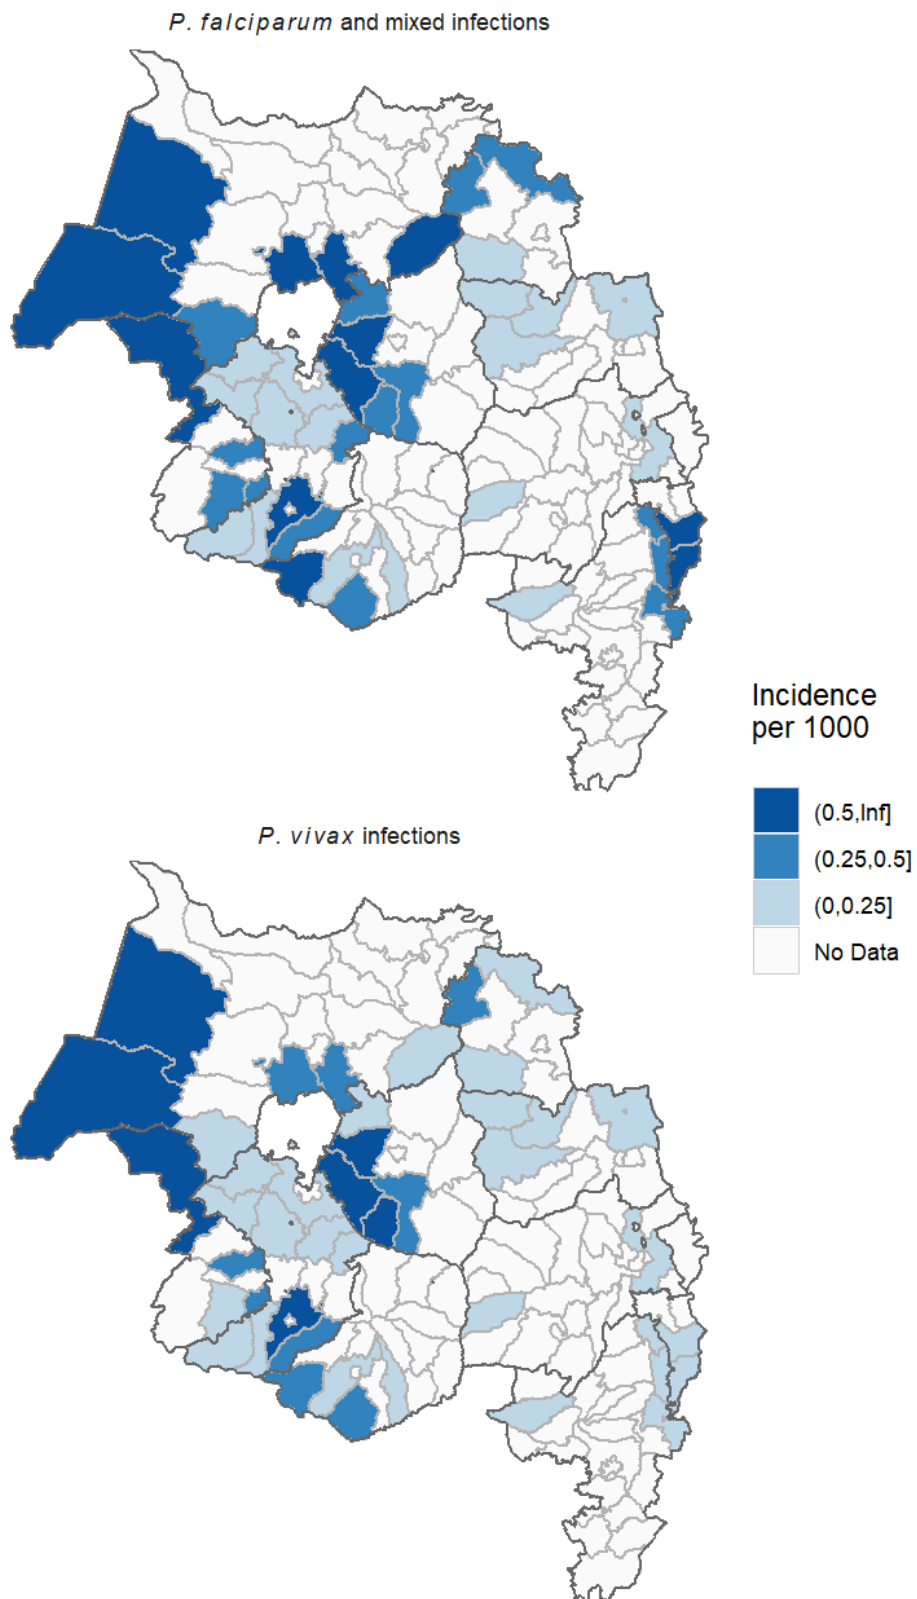 P. falciparum and mixed infections
Incidence
per 1000
(0.5,Inf]
(0.25,0.5]
(0,0.25]
No Data
P. vivax infections